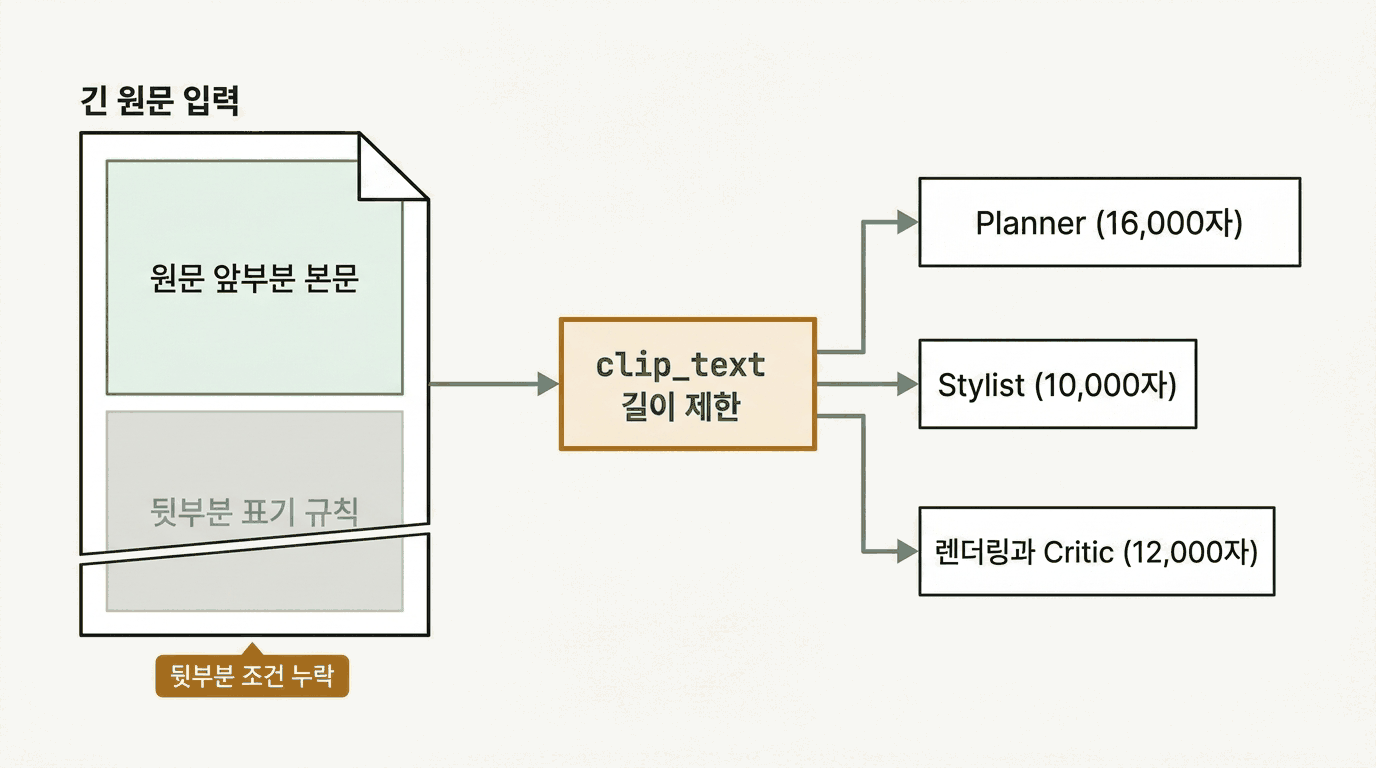 긴 원문 입력
원문 앞부분 본문
뒷부분 표기 규칙
뒷부분 조건 누락
clip_text
길이 제한
Planner (16,000자)
Stylist (10,000자)
렌더링과 Critic (12,000자)